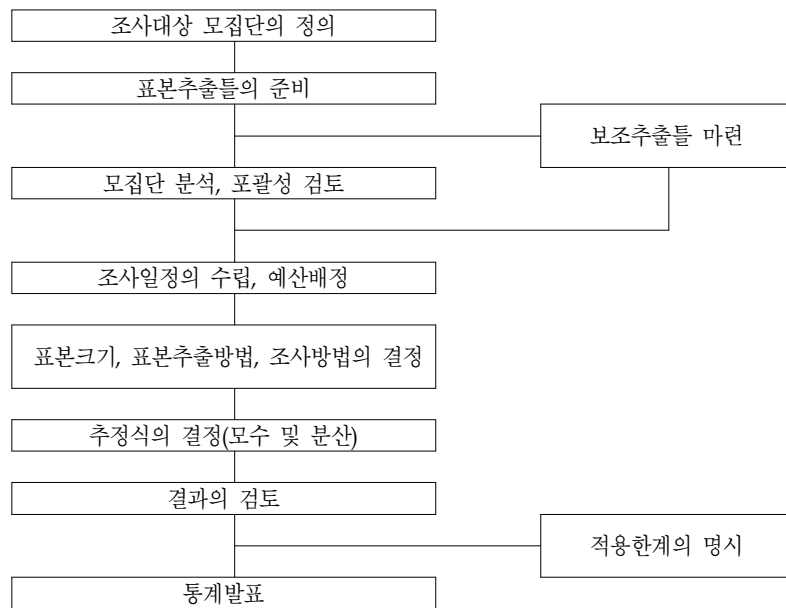 조사대상 모집단의 정의
표본추출틀의 준비
보조추출틀 마련
모집단 분석, 포괄성 검토
조사일정의 수립, 예산배정
표본크기, 표본추출방법, 조사방법의 결정
추정식의 결정(모수 및 분산)
결과의 검토
적용한계의 명시
통계발표